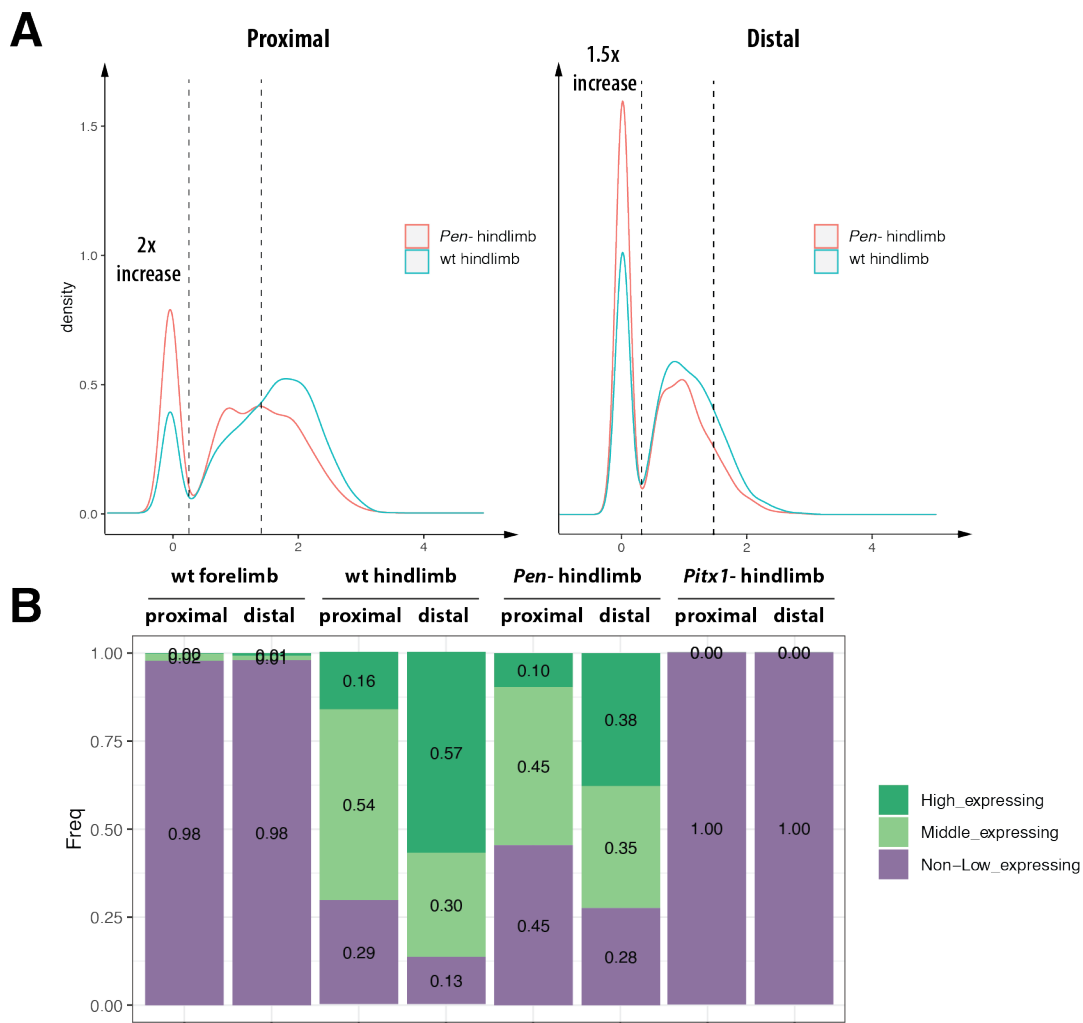 A
Proximal
Distal
1.5x
increase
2x
increase
density
1.5
1.0
0.5
0.0
Pen- hindlimb
wt hindlimb
Pen- hindlimb
wt hindlimb
0 2 4
0 2 4
B
wt forelimb wt hindlimb Pen- hindlimb Pitx1- hindlimb
proximal distal proximal distal proximal distal proximal distal
Freq
1.00
0.75
0.50
0.25
0.00
0.00
0.02
0.98
0.01
0.01
0.98
0.16
0.54
0.29
0.57
0.30
0.13
0.10
0.45
0.45
0.38
0.35
0.28
0.00
1.00
0.00
1.00
High_expressing
Middle_expressing
Non−Low_expressing